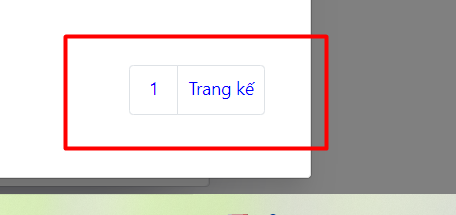 1 Trang kế